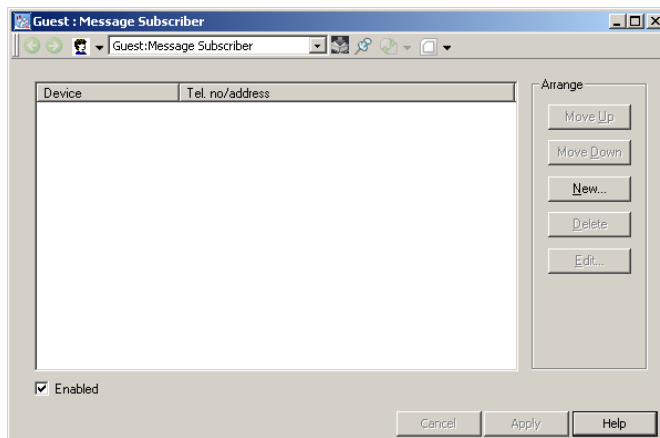 Guest : Message Subscriber
Guest:Message Subscriber
Device Tel. no/address
Arrange
Move Up
Move Down
New...
Delete
Edit...
Enabled
Cancel Apply Help